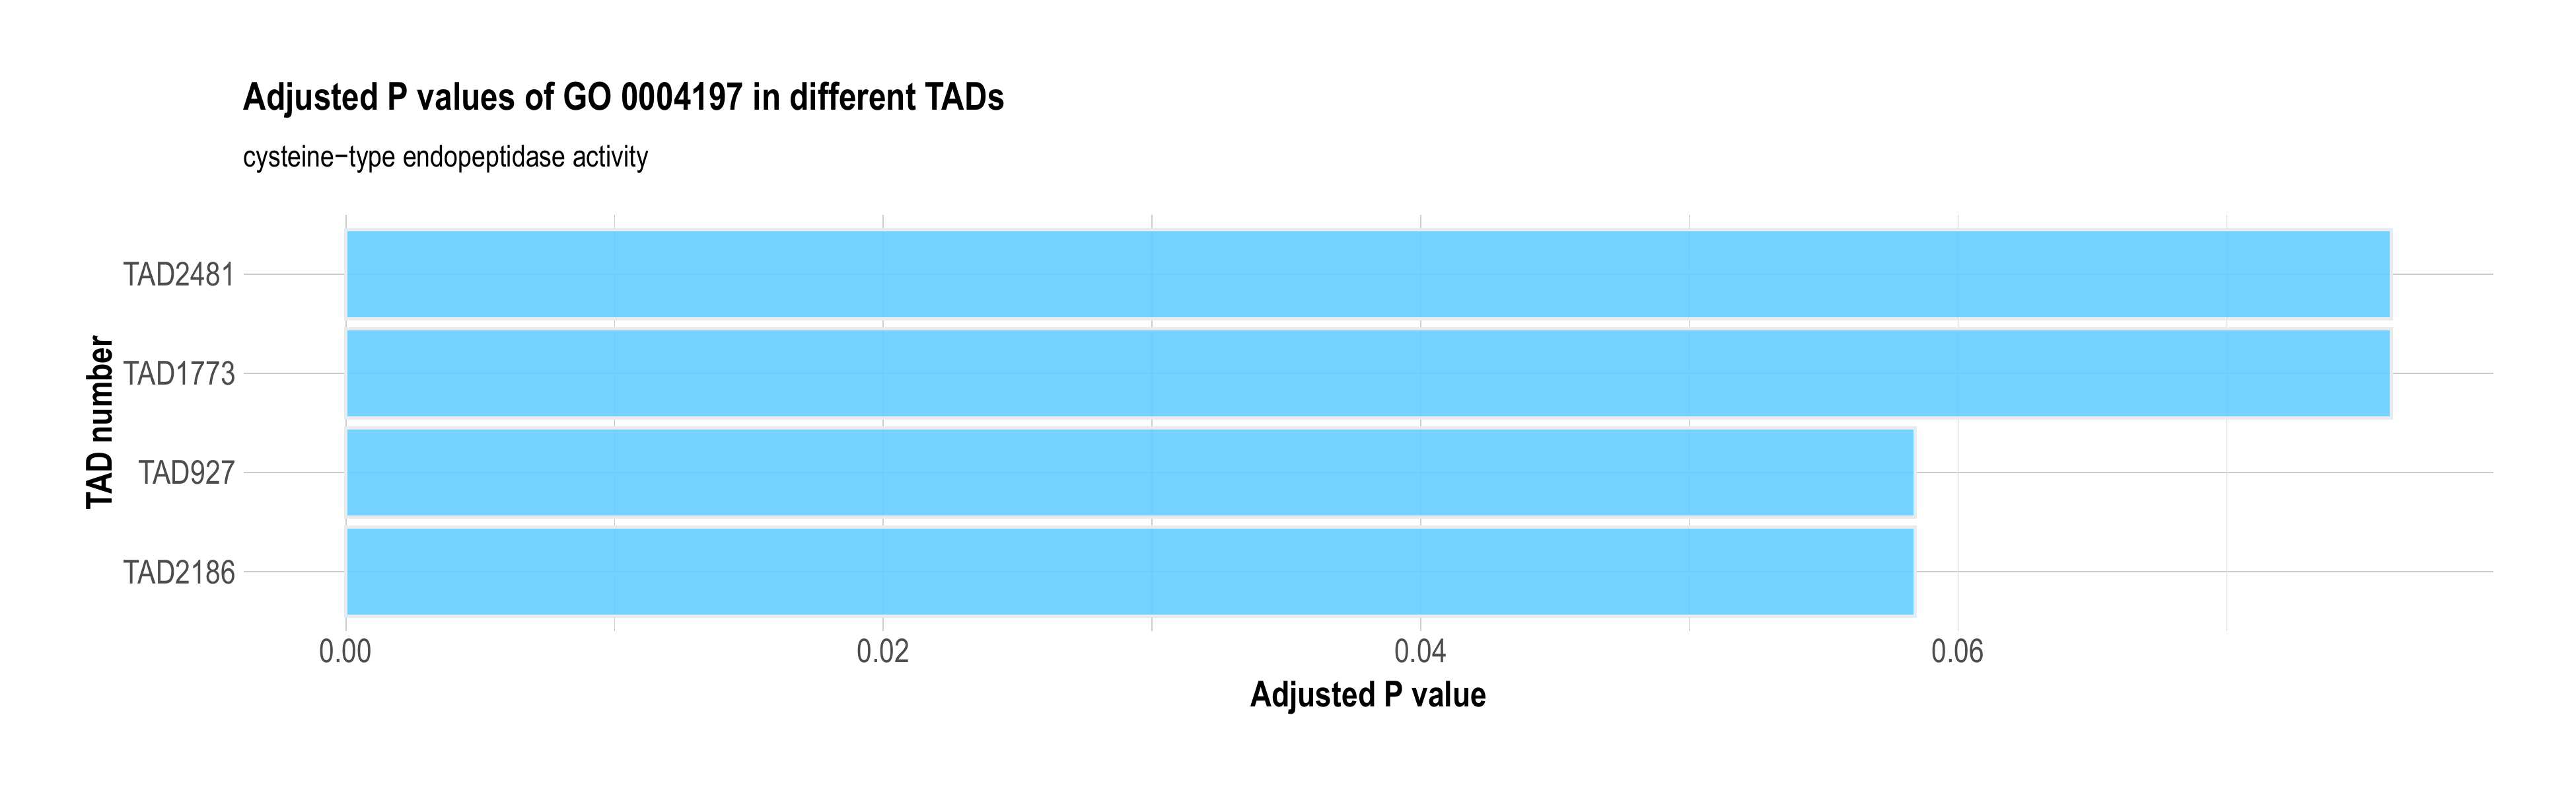 Adjusted P values of GO 0004197 in different TADs
cysteine−type endopeptidase activity
TAD number
TAD2481
TAD1773
TAD927
TAD2186
0.00 0.02 0.04 0.06
Adjusted P value